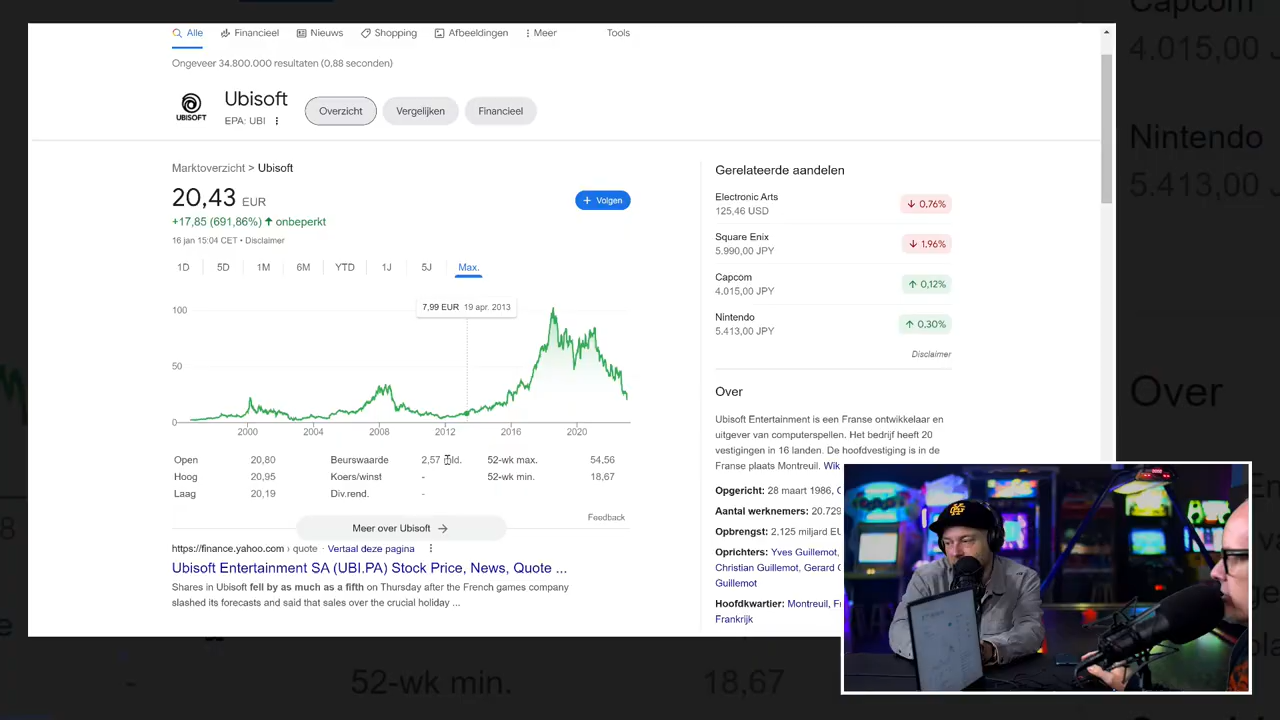 Alle Financieel Nieuws Shopping Afbeeldingen Meer Tools
Ongeveer 34.800.000 resultaten (0,88 seconden)
UBISOFT
Ubisoft
EPA: UBI
Overzicht Vergelijken Financieel
Marktoverzicht > Ubisoft
20,43 EUR
+ Volgen
+17,85 (691,86%) ↑ onbeperkt
16 jan 15:04 CET • Disclaimer
1D 5D 1M 6M YTD 1J 5J Max.
7,99 EUR 19 apr. 2013
100
50
0
2000 2004 2008 2012 2016 2020
Open 20,80 Beurswaarde 2,57 mld. 52-wk max. 54,56
Hoog 20,95 Koers/winst - 52-wk min. 18,67
Laag 20,19 Div.rend. -
Feedback
Meer over Ubisoft →
https://finance.yahoo.com › quote · Vertaal deze pagina
Ubisoft Entertainment SA (UBI.PA) Stock Price, News, Quote ...
Shares in Ubisoft fell by as much as a fifth on Thursday after the French games company
slashed its forecasts and said that sales over the crucial holiday ...
Gerelateerde aandelen
Electronic Arts
125,46 USD
↓ 0,76%
Square Enix
5.990,00 JPY
↓ 1,96%
Capcom
4.015,00 JPY
↑ 0,12%
Nintendo
5.413,00 JPY
↑ 0,30%
Disclaimer
Over
Ubisoft Entertainment is een Franse ontwikkelaar en
uitgever van computerspellen. Het bedrijf heeft 20
vestigingen in 16 landen. De hoofdvestiging is in de
Franse plaats Montreuil. Wik
Opgericht: 28 maart 1986, C
Aantal werknemers: 20.729
Opbrengst: 2,125 miljard EU
Oprichters: Yves Guillemot,
Christian Guillemot, Gerard G
Guillemot
Hoofdkwartier: Montreuil, Fr
Frankrijk
Capcom
4.015,00 J
Nintendo
5.413,00 J
Over
52-wk min. 18,67